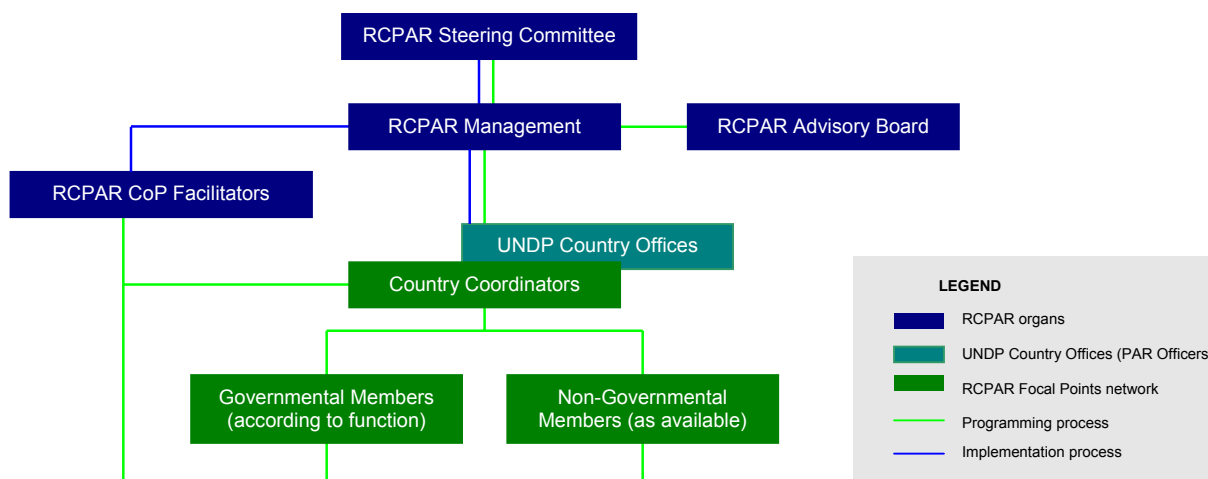 RCPAR Steering Committee
RCPAR Management
RCPAR Advisory Board
RCPAR CoP Facilitators
UNDP Country Offices
Country Coordinators
Governmental Members
(according to function)
Non-Governmental
Members (as available)
LEGEND
RCPAR organs
UNDP Country Offices (PAR Officers
RCPAR Focal Points network
Programming process
Implementation process